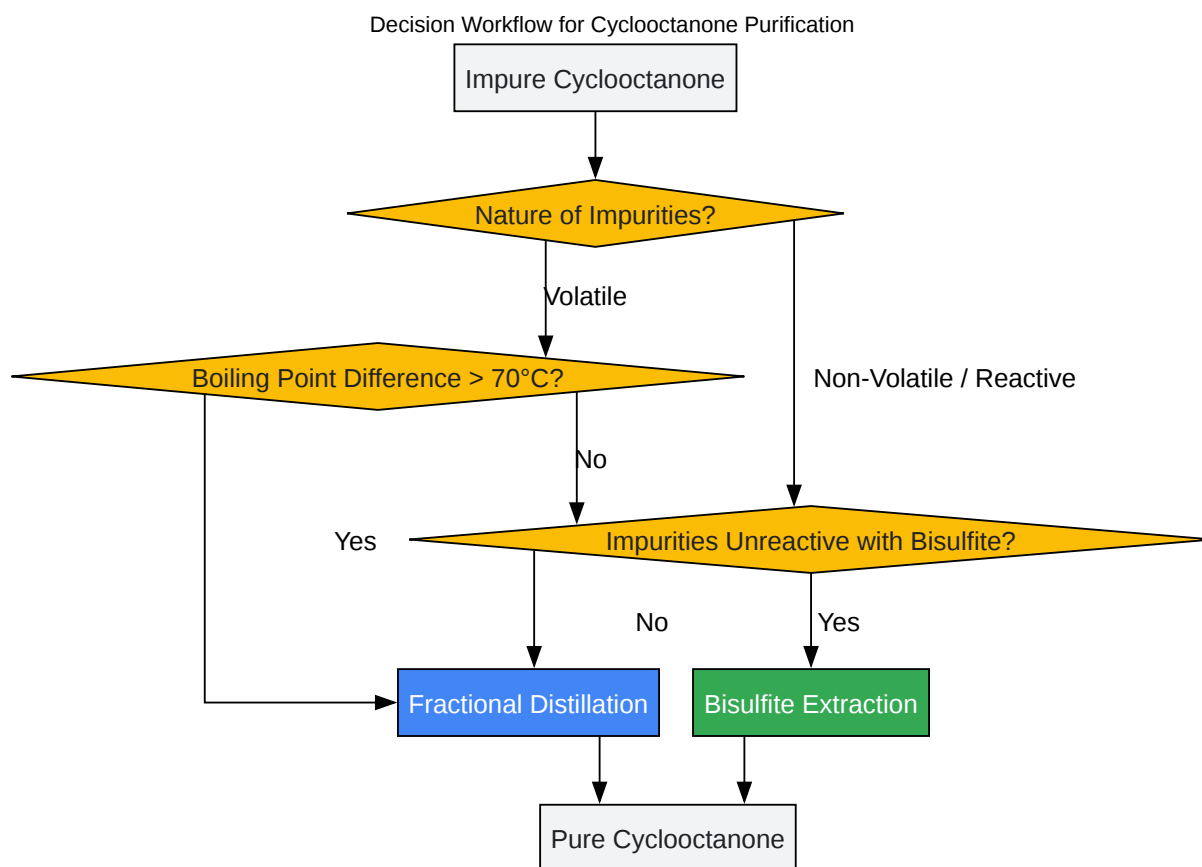 Decision Workflow for Cyclooctanone Purification
Impure Cyclooctanone
Nature of Impurities?
Volatile
Boiling Point Difference > 70°C?
Non-Volatile / Reactive
No
Yes
Impurities Unreactive with Bisulfite?
No
Yes
Fractional Distillation
Bisulfite Extraction
Pure Cyclooctanone